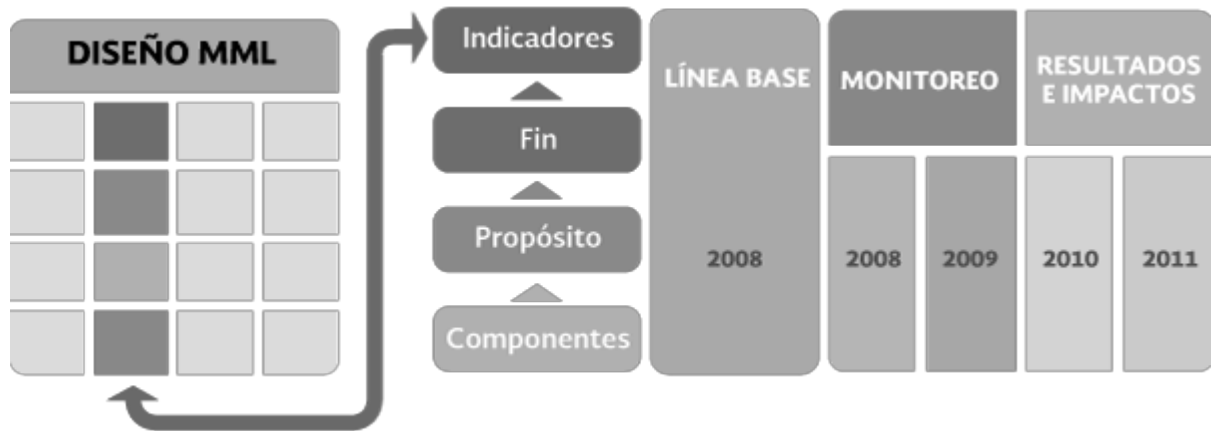 DISEÑO MML
Indicadores
Fin
Propósito
Componentes
LÍNEA BASE
2008
MONITOREO
2008
2009
RESULTADOS
E IMPACTOS
2010
2011